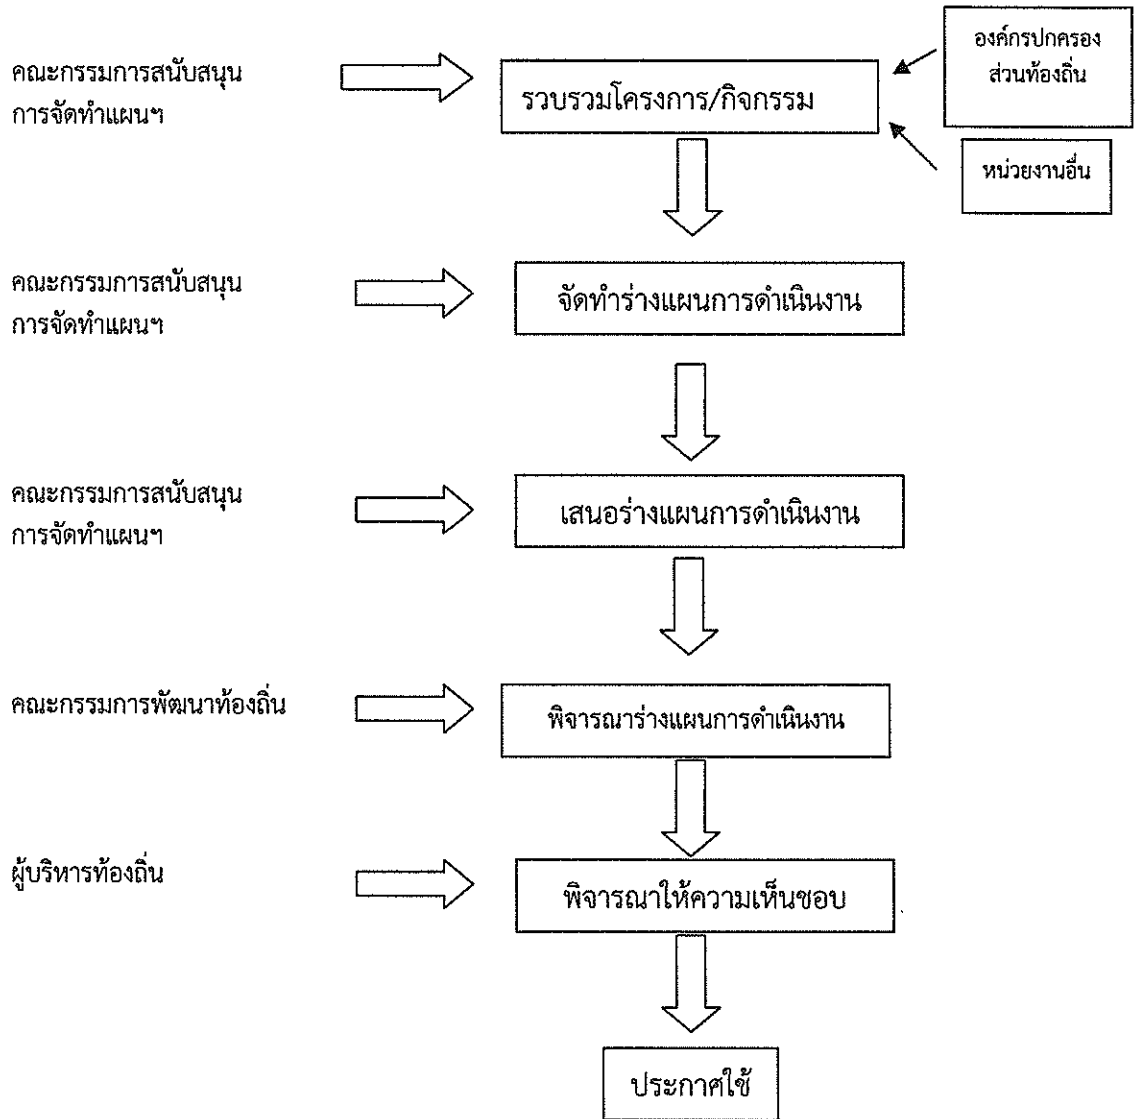 องค์กรปกครอง
ส่วนท้องถิ่น
คณะกรรมการสนับสนุน
การจัดทำแผนฯ
รวบรวมโครงการ/กิจกรรม
หน่วยงานอื่น
คณะกรรมการสนับสนุน
การจัดทำแผนฯ
จัดทำร่างแผนการดำเนินงาน
คณะกรรมการสนับสนุน
การจัดทำแผนฯ
เสนอร่างแผนการดำเนินงาน
คณะกรรมการพัฒนาท้องถิ่น
พิจารณาร่างแผนการดำเนินงาน
ผู้บริหารท้องถิ่น
พิจารณาให้ความเห็นชอบ
ประกาศใช้